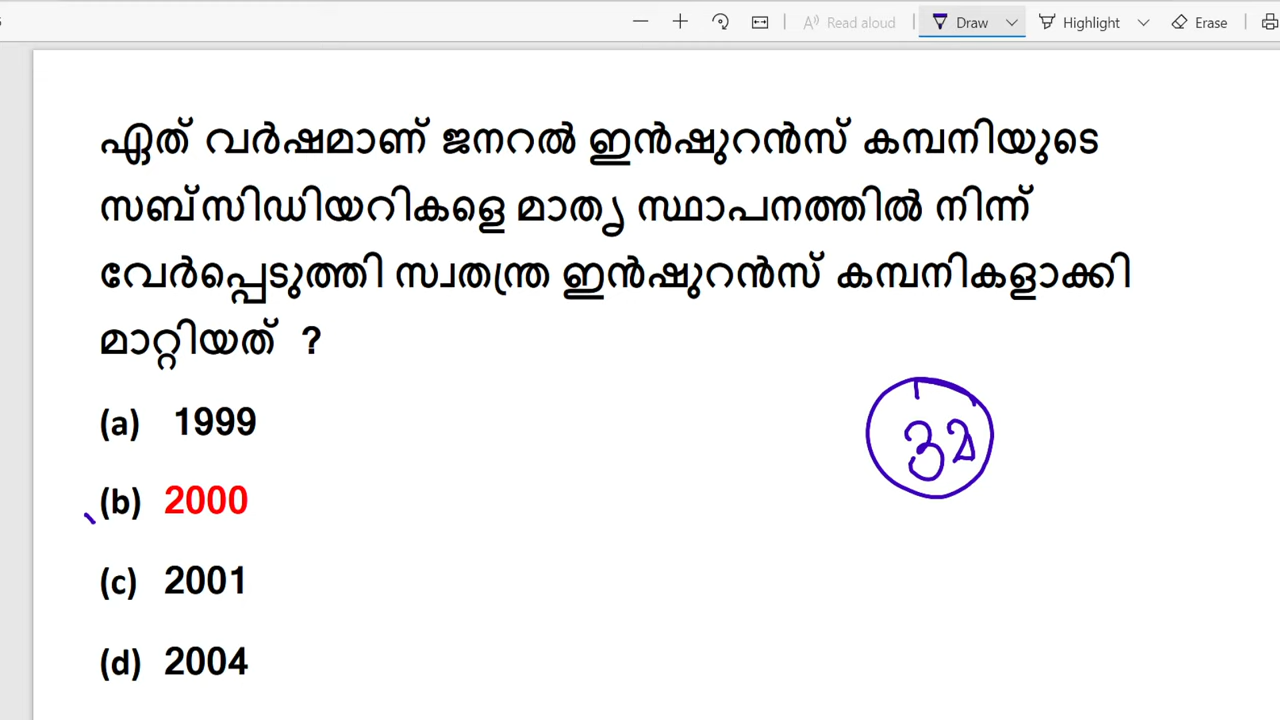 Read aloud
Draw
Highlight
Erase
ഏത് വർഷമാണ് ജനറൽ ഇൻഷുറൻസ് കമ്പനിയുടെ
സബ്സിഡിയറികളെ മാതൃ സ്ഥാപനത്തിൽ നിന്ന്
വേർപ്പെടുത്തി സ്വതന്ത്ര ഇൻഷുറൻസ് കമ്പനികളാക്കി
മാറ്റിയത് ?
(a) 1999
32
(b) 2000
(c) 2001
(d) 2004